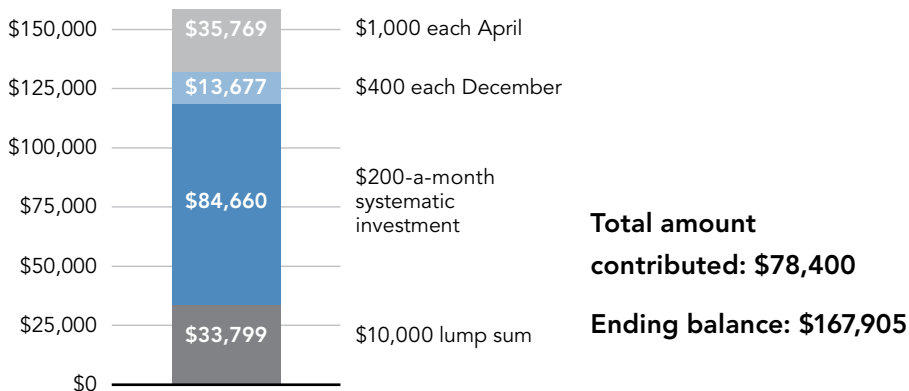 $150,000
$35,769
$1,000 each April
$125,000
$13,677
$400 each December
$100,000
$75,000
$84,660
$200-a-month
systematic
investment
$50,000
$25,000
$33,799
$10,000 lump sum
$0
Total amount
contributed: $78,400
Ending balance: $167,905